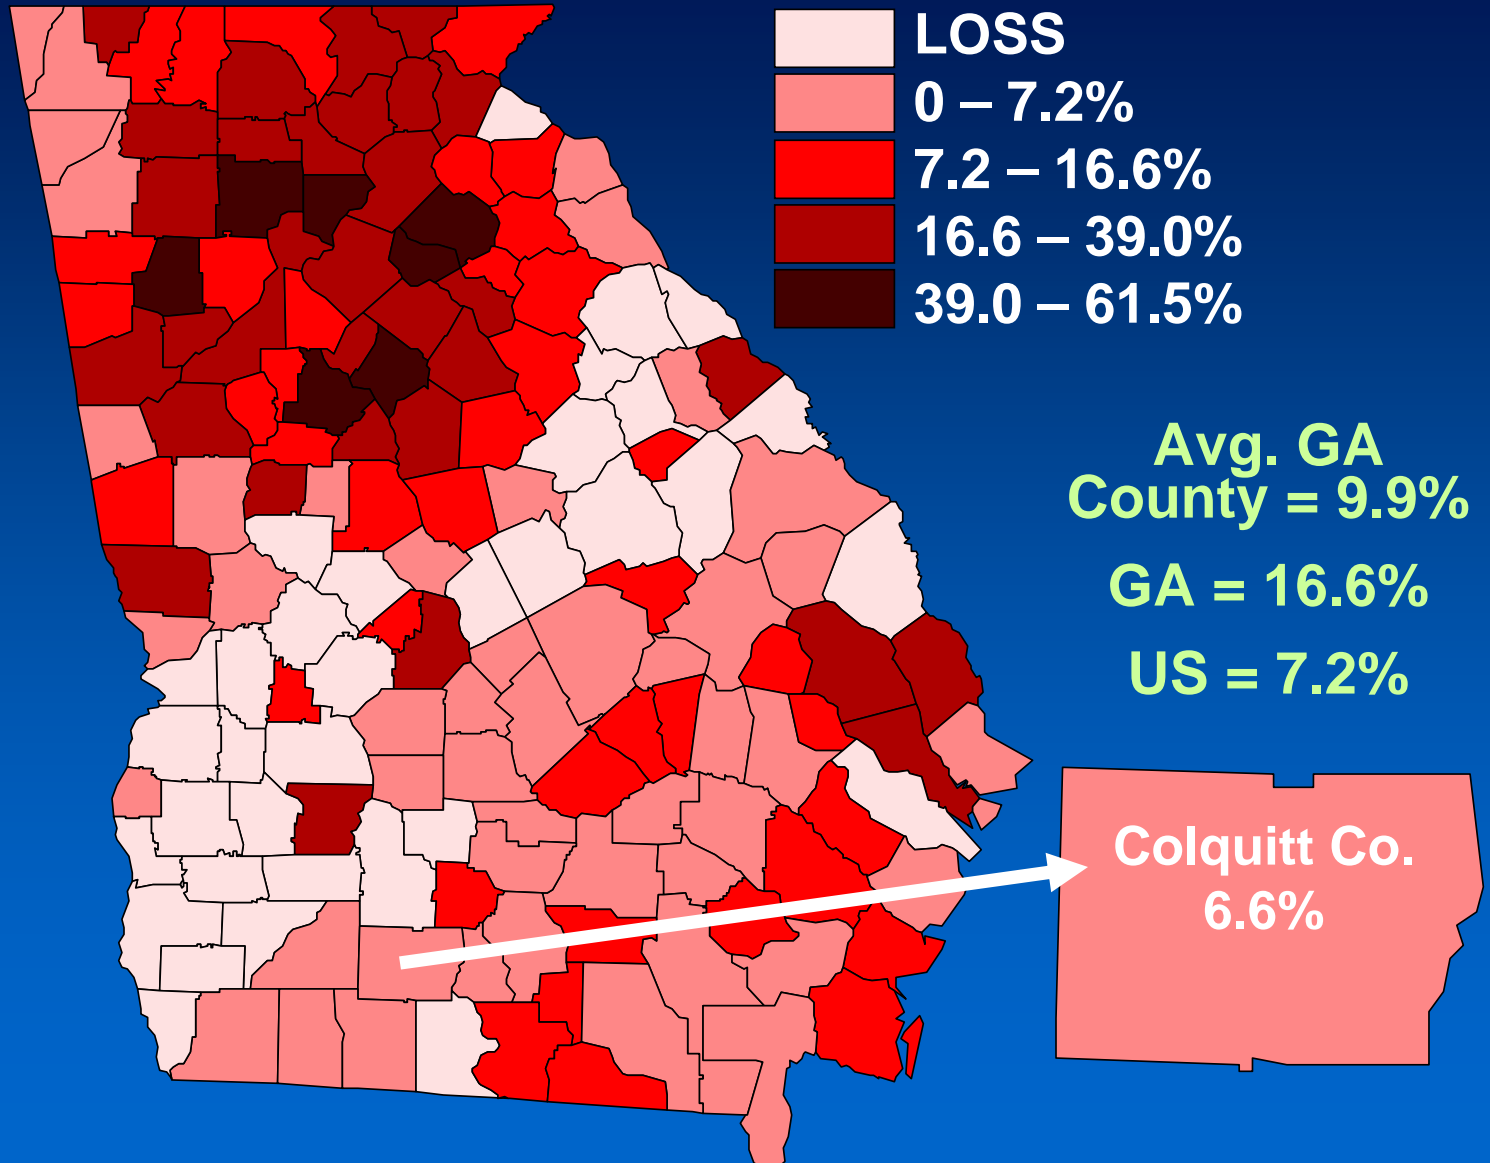 LOSS
0 – 7.2%
7.2 – 16.6%
16.6 – 39.0%
39.0 – 61.5%
Avg. GA
County = 9.9%
GA = 16.6%
US = 7.2%
Colquitt Co.
6.6%